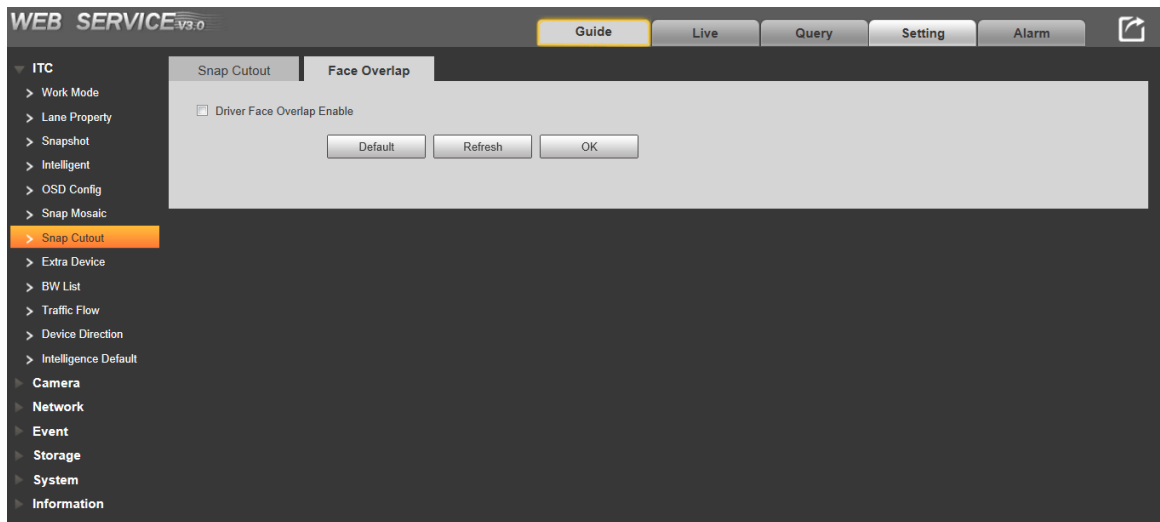 WEB SERVICE V3.0
Guide Live Query Setting Alarm
ITC
Work Mode
Lane Property
Snapshot
Intelligent
OSD Config
Snap Mosaic
Snap Cutout
Extra Device
BW List
Traffic Flow
Device Direction
Intelligence Default
Camera
Network
Event
Storage
System
Information
Snap Cutout Face Overlap
Driver Face Overlap Enable
Default Refresh OK